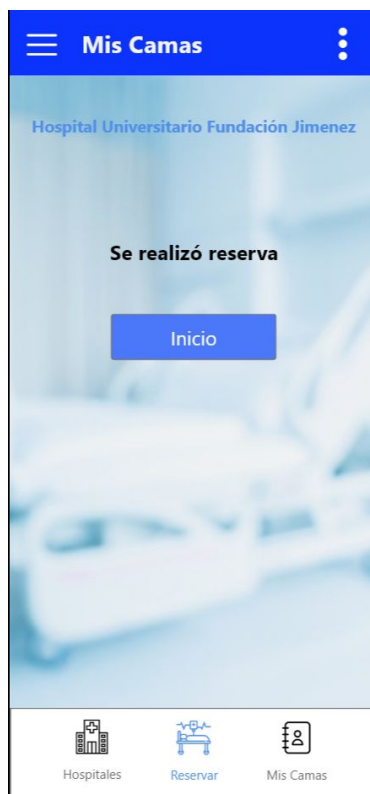 Mis Camas
Hospital Universitario Fundación Jimenez
Se realizó reserva
Inicio
Hospitales
Reservar
Mis Camas